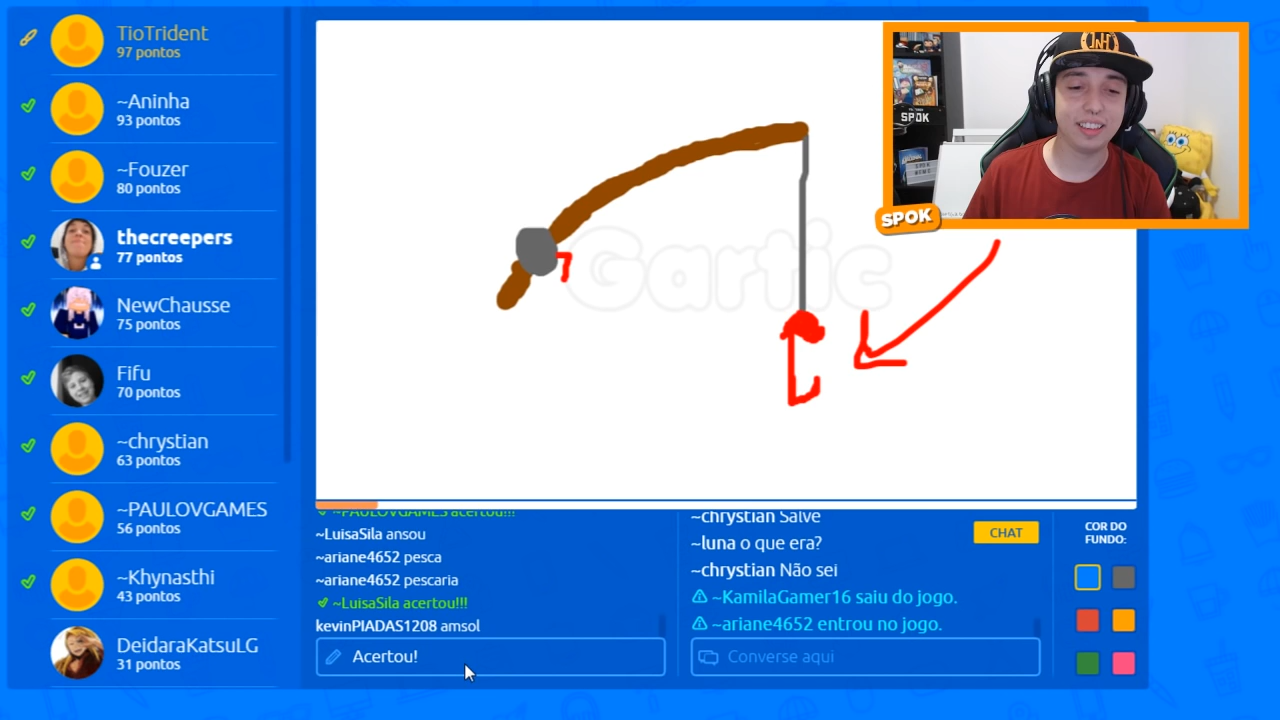 TioTrident
97 pontos
~Aninha
93 pontos
~Fouzer
80 pontos
thecreepers
77 pontos
NewChausse
75 pontos
Fifu
70 pontos
~chrystian
63 pontos
~PAULOVGAMES
56 pontos
~Khynasthi
43 pontos
DeidaraKatsuLG
31 pontos
Gartic
SPOK
SPOK
~PAULOVGAMES acertou!!!
~LuisaSila ansou
~ariane4652 pesca
~ariane4652 pescaria
~LuisaSila acertou!!!
kevinPIADAS1208 amsol
Acertou!
~chrystian Salve
~luna o que era?
~chrystian Não sei
~KamilaGamer16 saiu do jogo.
~ariane4652 entrou no jogo.
Converse aqui
CHAT
COR DO
FUNDO: